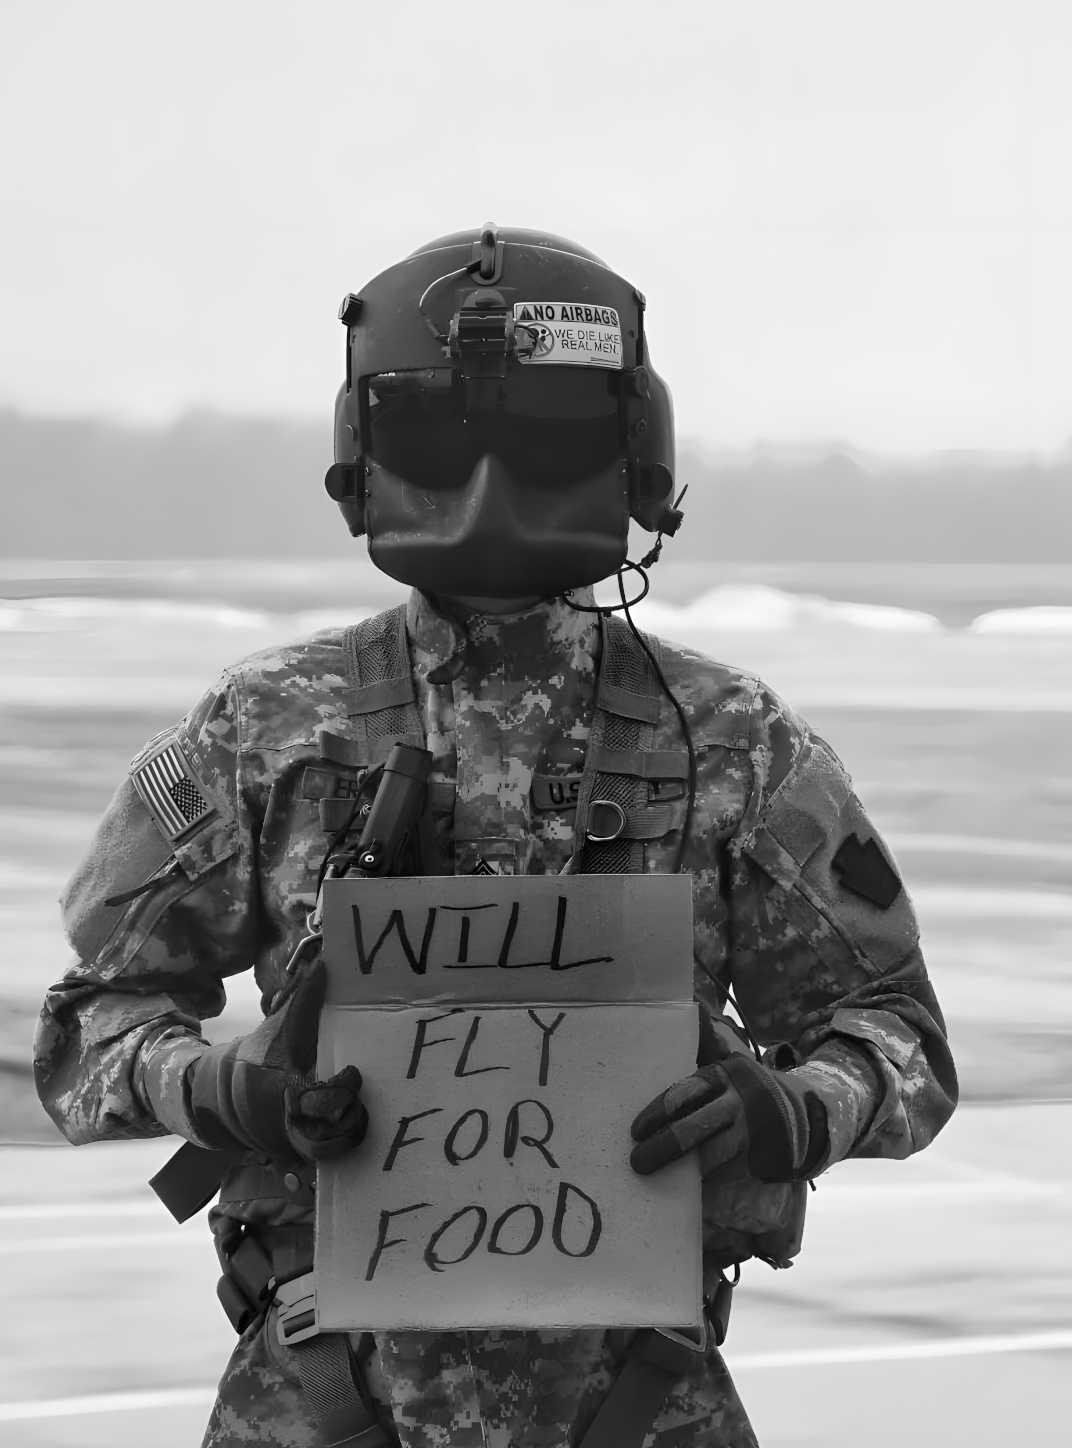 NO AIRBAGS
WE DIE LIKE
REAL MEN.
U.S.
WILL
FLY
FOR
FOOD